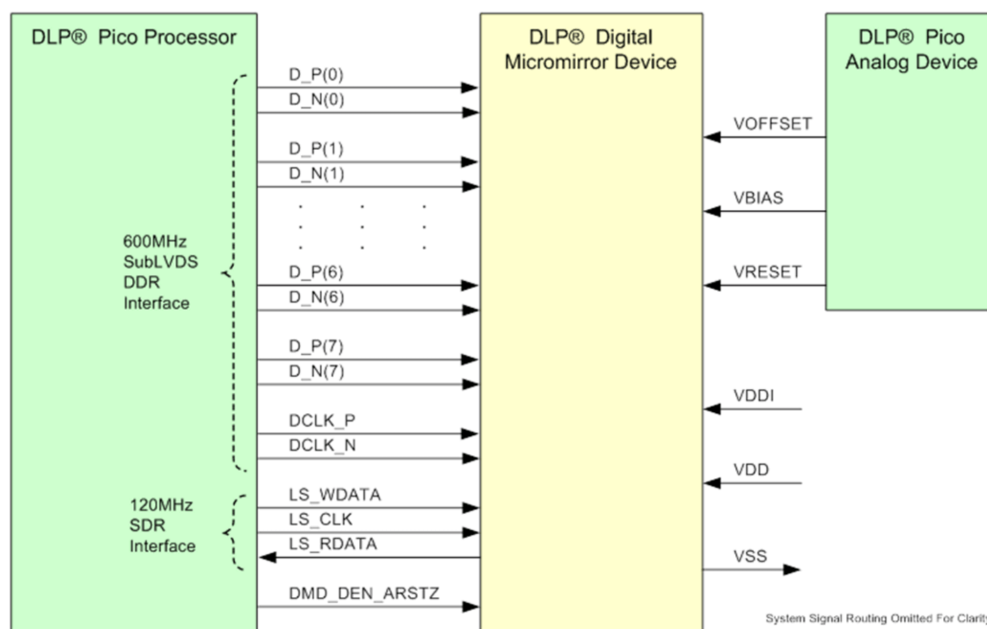 DLP® Pico Processor
600MHz
SubLVDS
DDR
Interface
120MHz
SDR
Interface
D_P(0)
D_N(0)
D_P(1)
D_N(1)
D_P(6)
D_N(6)
D_P(7)
D_N(7)
DCLK_P
DCLK_N
LS_WDATA
LS_CLK
LS_RDATA
DMD_DEN_ARSTZ
DLP® Digital
Micromirror Device
DLP® Pico
Analog Device
VOFFSET
VBIAS
VRESET
VDDI
VDD
VSS
System Signal Routing Omitted For Clarity